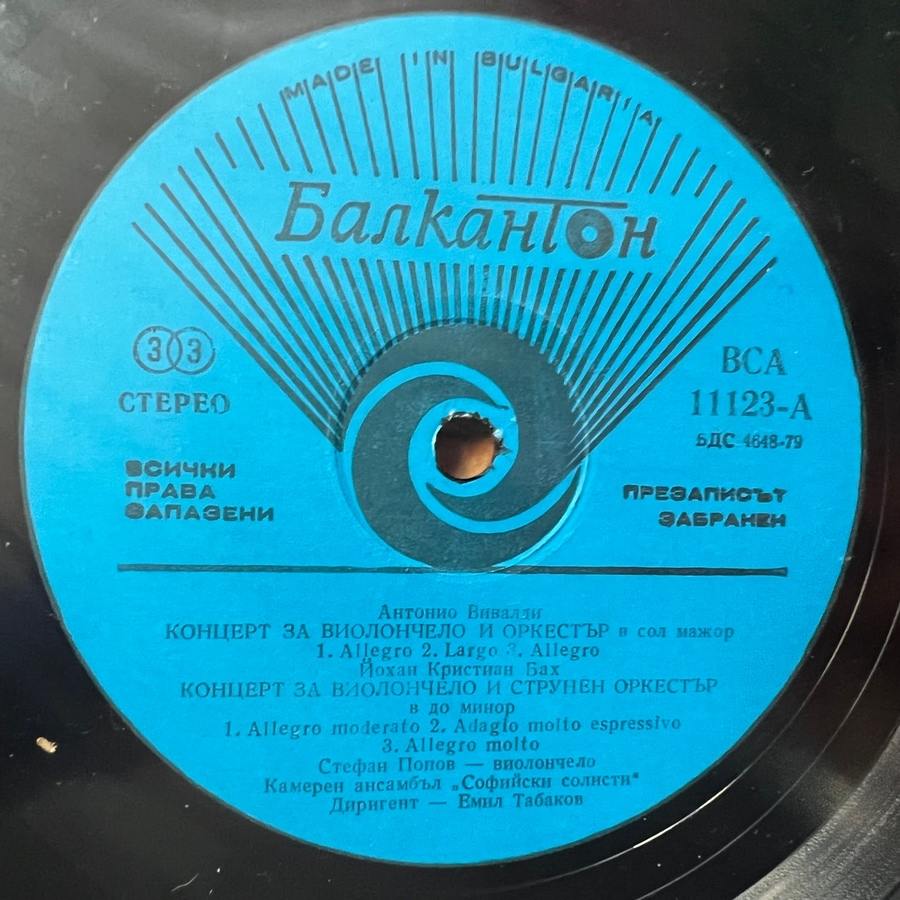 MADE IN BULGARIA
Балкантон
33
СТЕРЕО
ВСИЧКИ
ПРАВА
ЗАПАЗЕНИ
ВСА
11123-А
БДС 4648-79
ПРЕЗАПИСЪТ
ЗАБРАНЕН
Антонио Вивалди
КОНЦЕРТ ЗА ВИОЛОНЧЕЛО И ОРКЕСТЪР в сол мажор
1. Allegro 2. Largo 3. Allegro
Йохан Кристиан Бах
КОНЦЕРТ ЗА ВИОЛОНЧЕЛО И СТРУНЕН ОРКЕСТЪР
в до минор
1. Allegro moderato 2. Adagio molto espressivo
3. Allegro molto
Стефан Попов — виолончело
Камерен ансамбъл „Софийски солисти“
Диригент — Емил Табаков